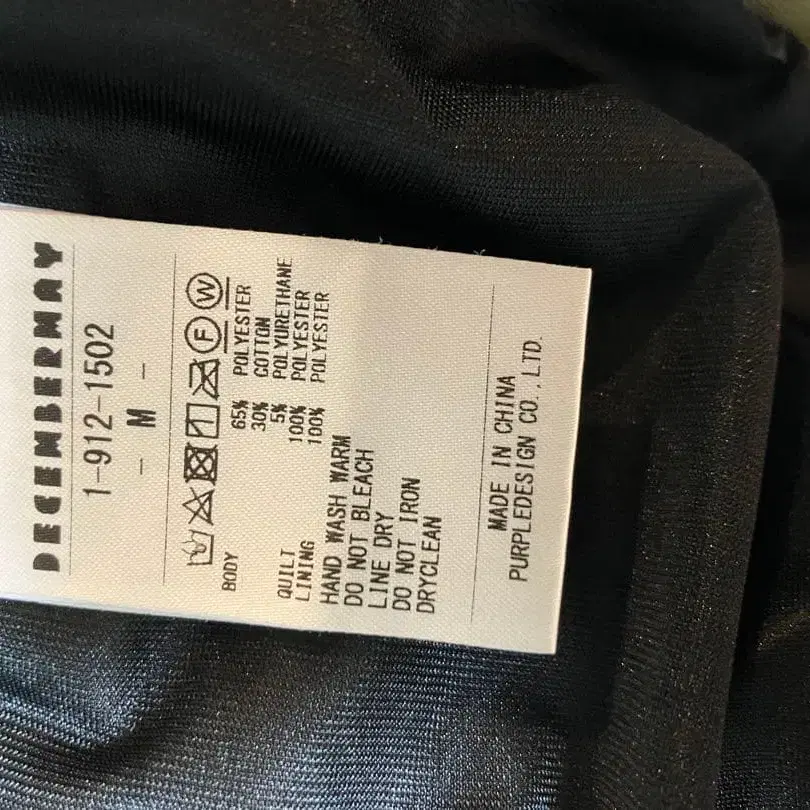 DECEMBERMAY
1-912-1502
- M -
F W
BODY 65% POLYESTER
30% COTTON
5% POLYURETHANE
QUILT 100% POLYESTER
LINING 100% POLYESTER
HAND WASH WARM
DO NOT BLEACH
LINE DRY
DO NOT IRON
DRYCLEAN
MADE IN CHINA
PURPLEDESIGN CO.,LTD.